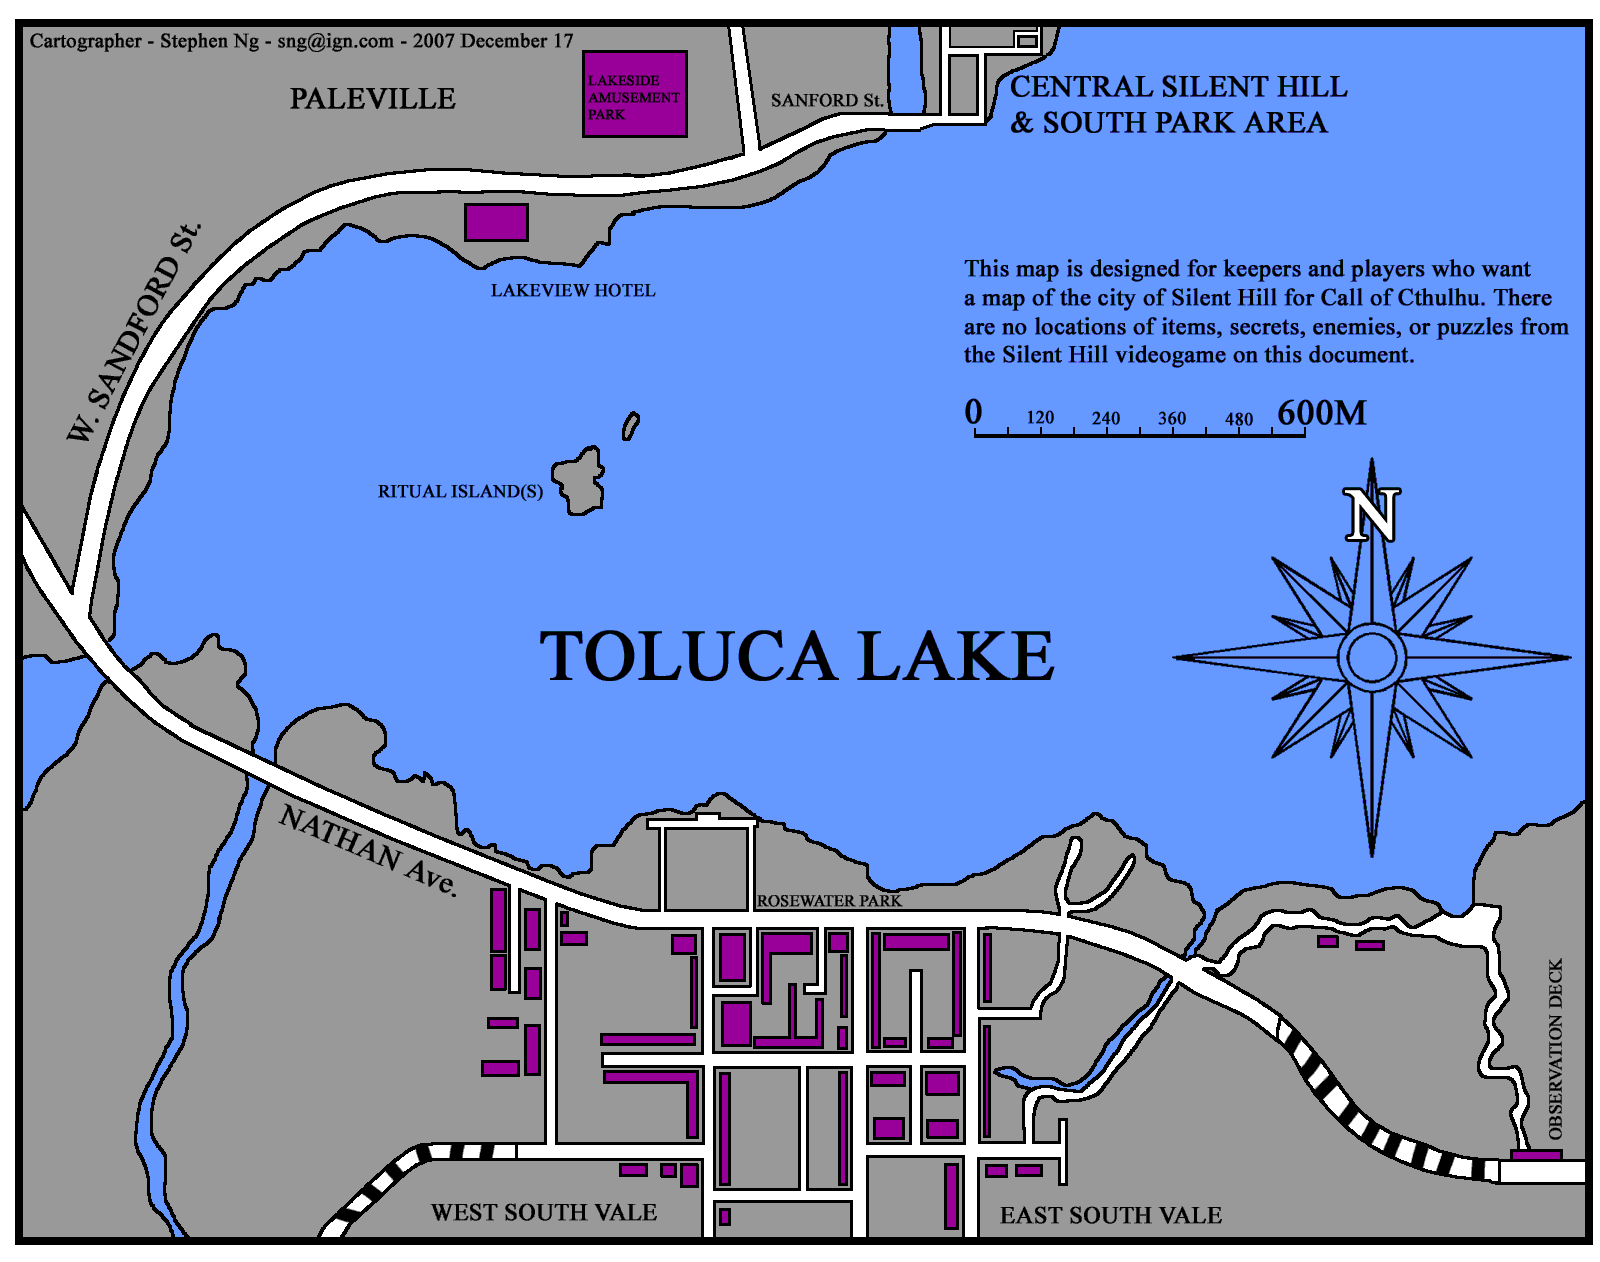 Cartographer - Stephen Ng - sng@ign.com - 2007 December 17
PALEVILLE
LAKESIDE
AMUSEMENT
PARK
SANFORD St.
CENTRAL SILENT HILL
& SOUTH PARK AREA
W. SANDFORD St.
LAKEVIEW HOTEL
This map is designed for keepers and players who want
a map of the city of Silent Hill for Call of Cthulhu. There
are no locations of items, secrets, enemies, or puzzles from
the Silent Hill videogame on this document.
0 120 240 360 480 600M
RITUAL ISLAND(S)
N
TOLUCA LAKE
NATHAN Ave.
ROSEWATER PARK
OBSERVATION DECK
WEST SOUTH VALE
EAST SOUTH VALE